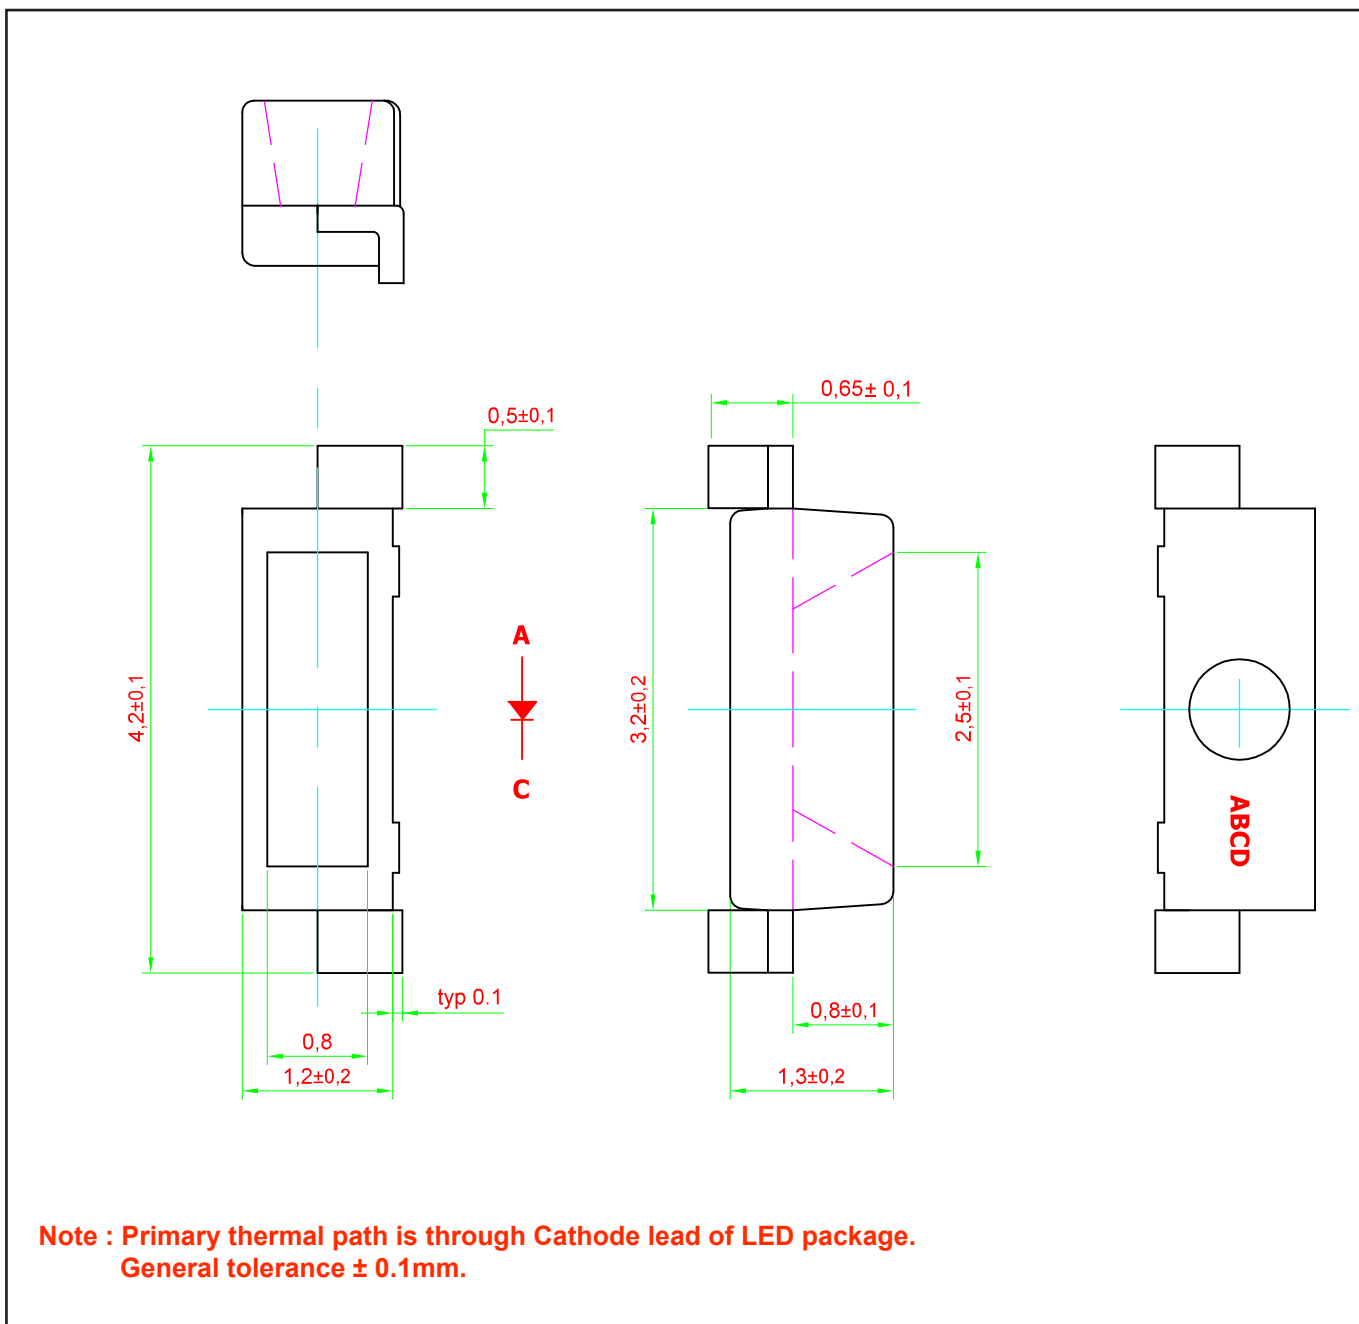 0,65± 0,1
0,5±0,1
A
4,2±0,1
3,2±0,2
2,5±0,1
C
ABCD
typ 0.1
0,8±0,1
0,8
1,2±0,2
1,3±0,2
Note : Primary thermal path is through Cathode lead of LED package.
General tolerance ± 0.1mm.